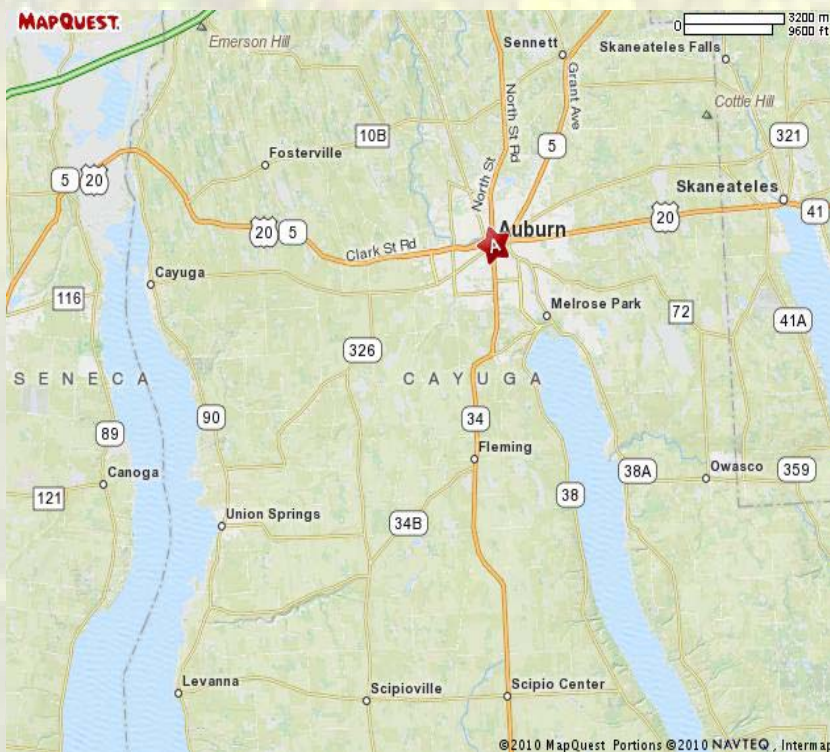 MAPQUEST.
0 3200 m
9600 ft
Emerson Hill
Sennett
Skaneateles Falls
Grant Ave
North St Rd
Cottle Hill
10B
321
5
Fosterville
5 20
North St
Skaneateles
41
20
20 5
Auburn
A
Clark St Rd
Cayuga
116
Melrose Park
72
41A
326
SENECA
CAYUGA
90
34
89
Fleming
Canoga
38A
Owasco
359
121
38
Union Springs
34B
Levanna
Scipioville
Scipio Center
©2010 MapQuest Portions ©2010 NAVTEQ, Intermap